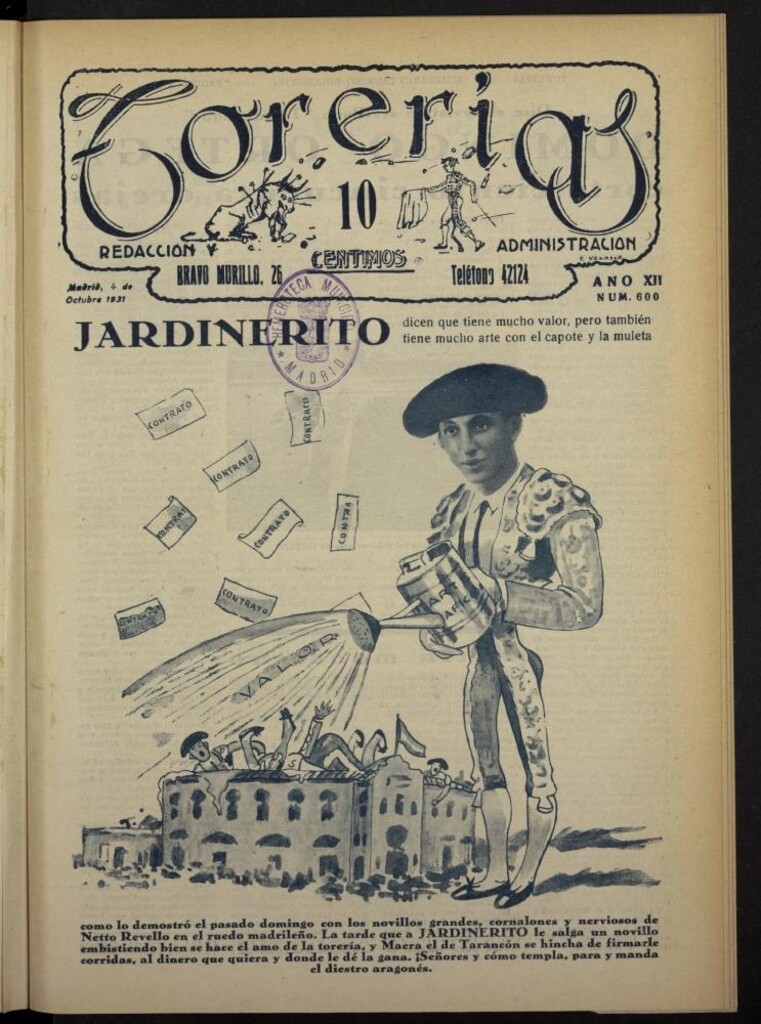 Torerías
10
CENTIMOS
REDACCION Y
ADMINISTRACION
BRAVO MURILLO, 26
Teléfono 42124
Madrid, 4 de
Octubre 1931
AÑO XII
NUM. 600
HEMEROTECA MUNICIPAL
MADRID
JARDINERITO
dicen que tiene mucho valor, pero también
tiene mucho arte con el capote y la muleta
CONTRATO
CONTRATO
CONTRATO
CONTRAT
CONTRATO
CONTRA
CONTRATO
CONTRATO
ARTE
VALOR
como lo demostró el pasado domingo con los novillos grandes, cornalones y nerviosos de
Netto Revello en el ruedo madrileño. La tarde que a JARDINERITO le salga un novillo
embistiendo bien se hace el amo de la torería, y Macra el de Tarancón se hincha de firmarle
corridas, al dinero que quiera y donde le dé la gana. ¡Señores y cómo templa, para y manda
el diestro aragonés.